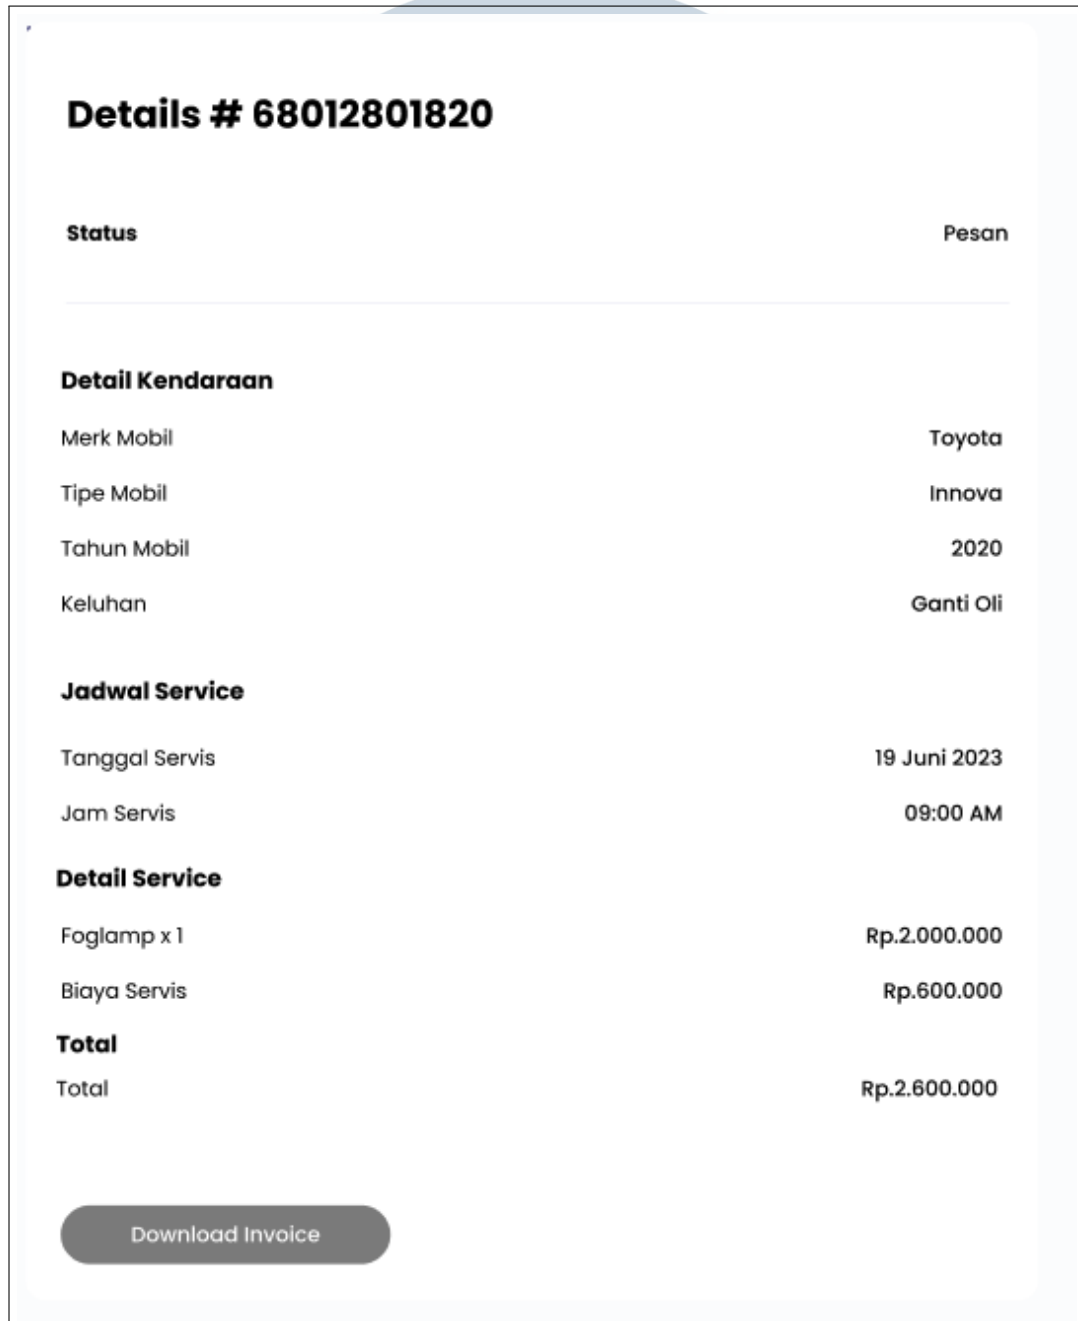 Details # 68012801820
Status Pesan
Detail Kendaraan
Merk Mobil Toyota
Tipe Mobil Innova
Tahun Mobil 2020
Keluhan Ganti Oli
Jadwal Service
Tanggal Servis 19 Juni 2023
Jam Servis 09:00 AM
Detail Service
Foglamp x 1 Rp.2.000.000
Biaya Servis Rp.600.000
Total
Total Rp.2.600.000
Download Invoice